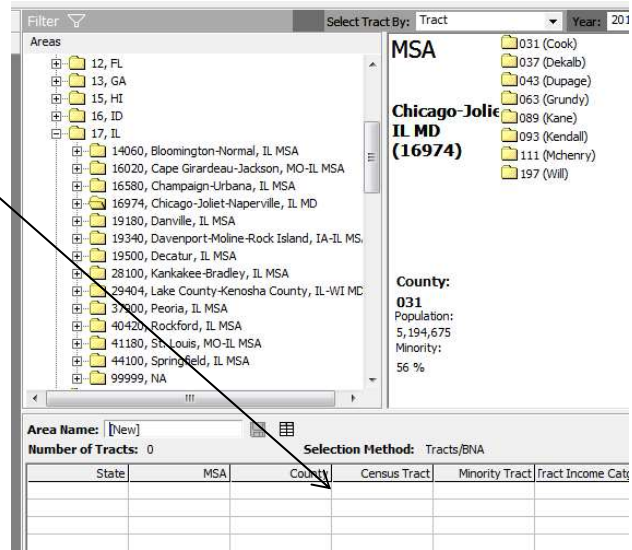 Filter Select Tract By: Tract Year: 201
Areas
12, FL
13, GA
15, HI
16, ID
17, IL
14060, Bloomington-Normal, IL MSA
16020, Cape Girardeau-Jackson, MO-IL MSA
16580, Champaign-Urbana, IL MSA
16974, Chicago-Joliet-Naperville, IL MD
19180, Danville, IL MSA
19340, Davenport-Moline-Rock Island, IA-IL MS
19500, Decatur, IL MSA
28100, Kankakee-Bradley, IL MSA
29404, Lake County-Kenosha County, IL-WI MD
37900, Peoria, IL MSA
40420, Rockford, IL MSA
41180, St. Louis, MO-IL MSA
44100, Springfield, IL MSA
99999, NA
MSA
Chicago-Jolie
IL MD
(16974)
031 (Cook)
037 (Dekalb)
043 (Dupage)
063 (Grundy)
089 (Kane)
093 (Kendall)
111 (Mchenry)
197 (Will)
County:
031
Population:
5,194,675
Minority:
56 %
Area Name: [New]
Number of Tracts: 0 Selection Method: Tracts/BNA
State MSA County Census Tract Minority Tract Tract Income Catg